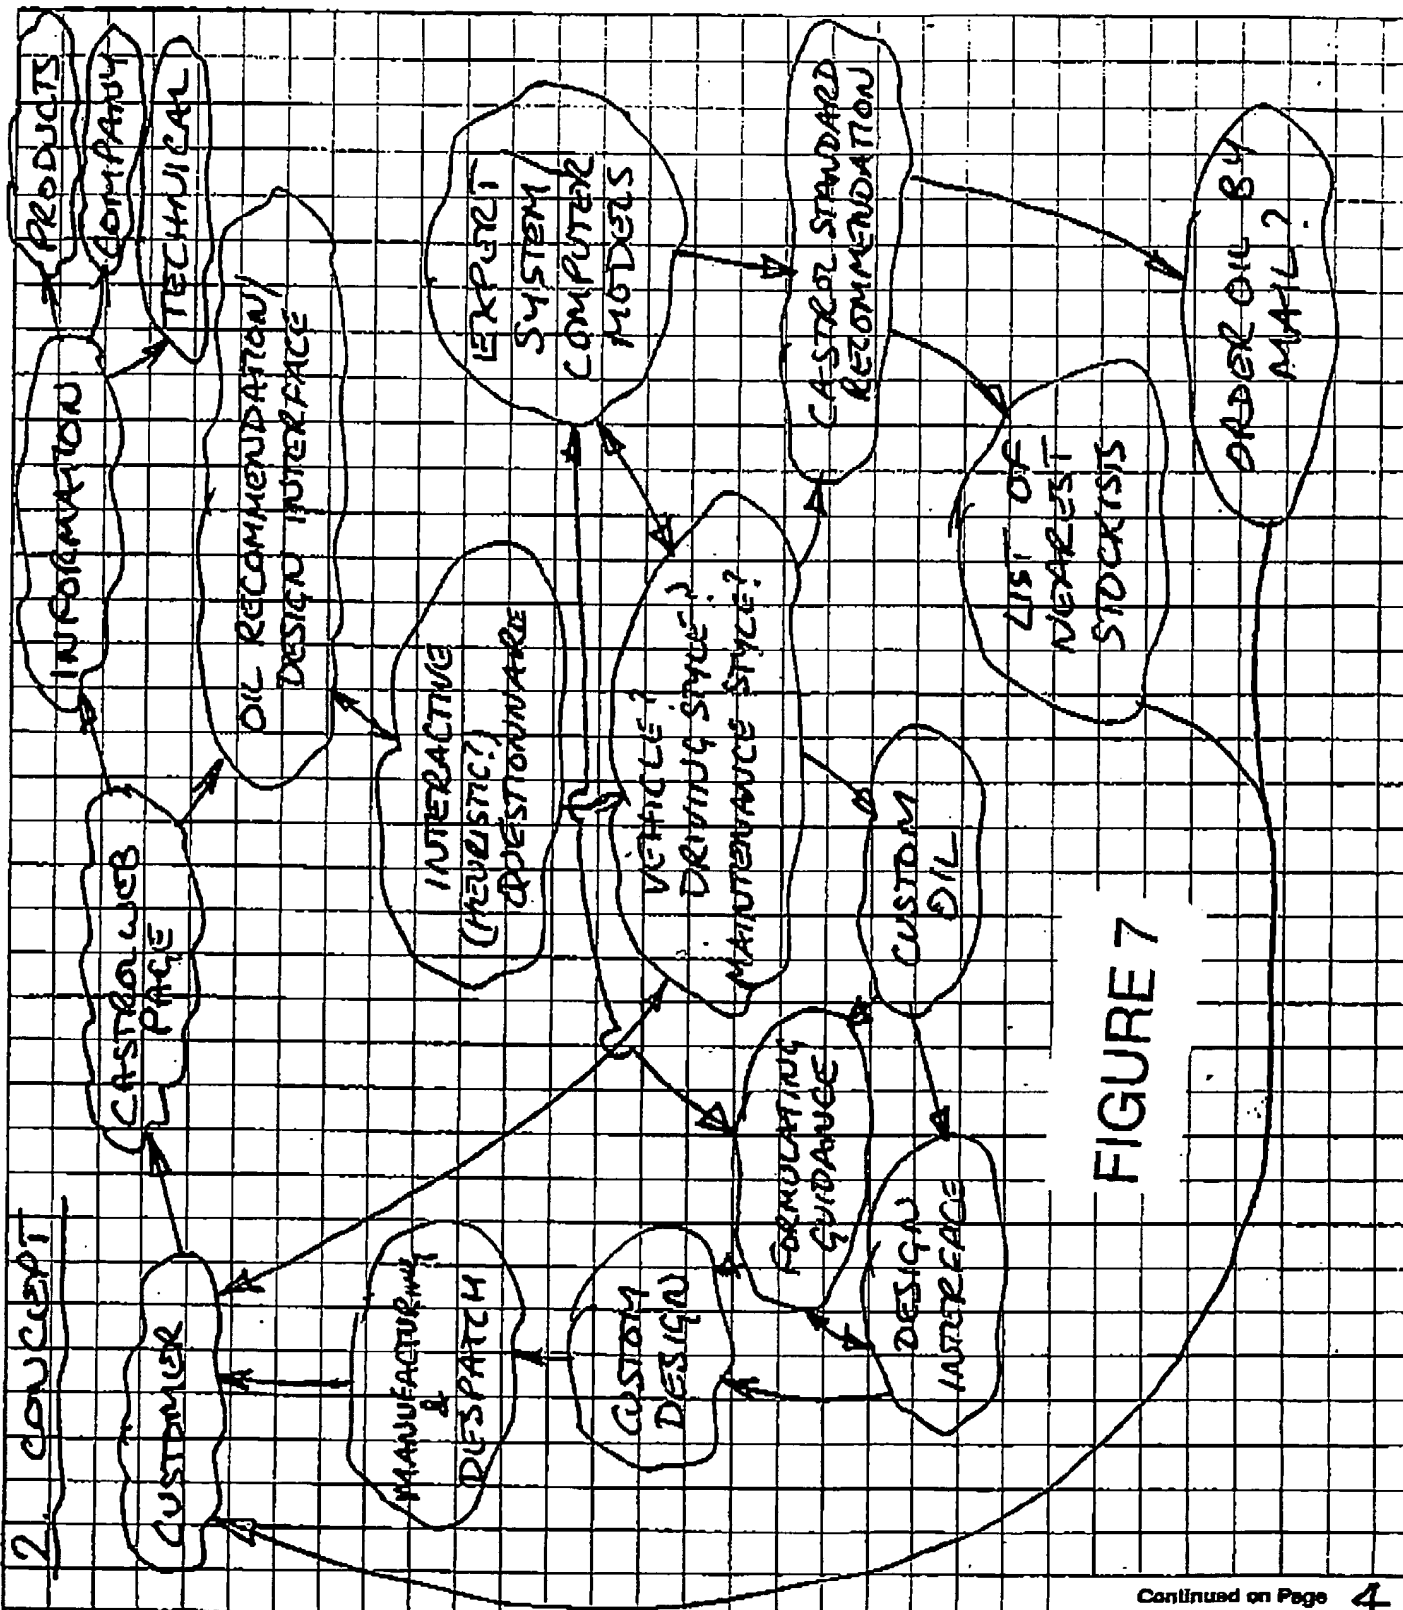 2. CONCEPT
CUSTOMER
CASTROL WEB
PAGE
INFORMATION
PRODUCTS
COMPANY
TECHNICAL
OIL RECOMMENDATION/
DESIGN INTERFACE
INTERACTIVE
(HEURISTIC?)
QUESTIONNARIE
EXPERT
SYSTEM/
COMPUTER
MODELS
VEHICLE?
DRIVING STYLE?
MAINTENANCE STYLE?
MANUFACTURING
&
DESPATCH
CUSTOM
DESIGN
FORMULATING
GUIDANCE
DESIGN
INTERFACE
CUSTOM
OIL
CASTROL STANDARD
RECOMMENDATION
LIST OF
NEAREST
STOCKISTS
ORDER OIL BY
MAIL?
FIGURE 7
Continued on Page 4